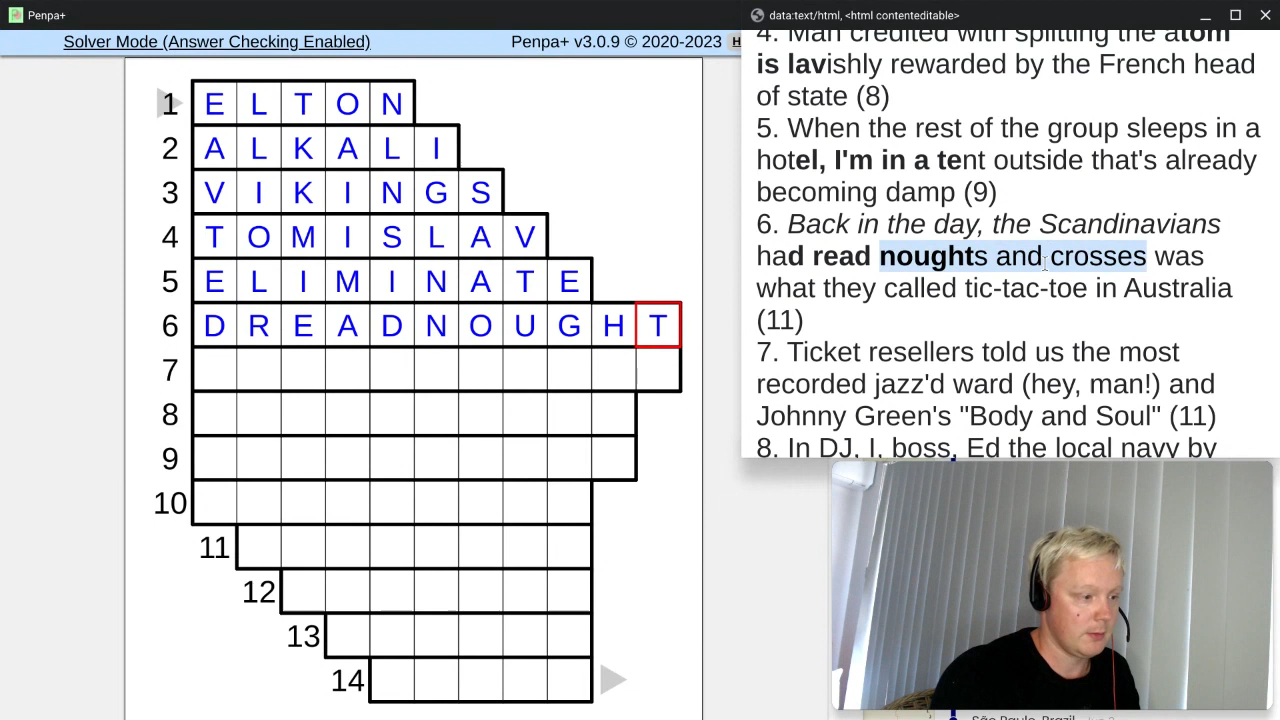 Penpa+
data:text/html, <html contenteditable>
Solver Mode (Answer Checking Enabled)
Penpa+ v3.0.9 © 2020-2023
H
1 E L T O N
2 A L K A L I
3 V I K I N G S
4 T O M I S L A V
5 E L I M I N A T E
6 D R E A D N O U G H T
7
8
9
10
11
12
13
14
4. Man credited with splitting the atom
is lavishly rewarded by the French head
of state (8)
5. When the rest of the group sleeps in a
hotel, I'm in a tent outside that's already
becoming damp (9)
6. Back in the day, the Scandinavians
had read noughts and crosses was
what they called tic-tac-toe in Australia
(11)
7. Ticket resellers told us the most
recorded jazz'd ward (hey, man!) and
Johnny Green's "Body and Soul" (11)
8. In DJ, I, boss, Ed the local navy by
São Paulo, Brazil